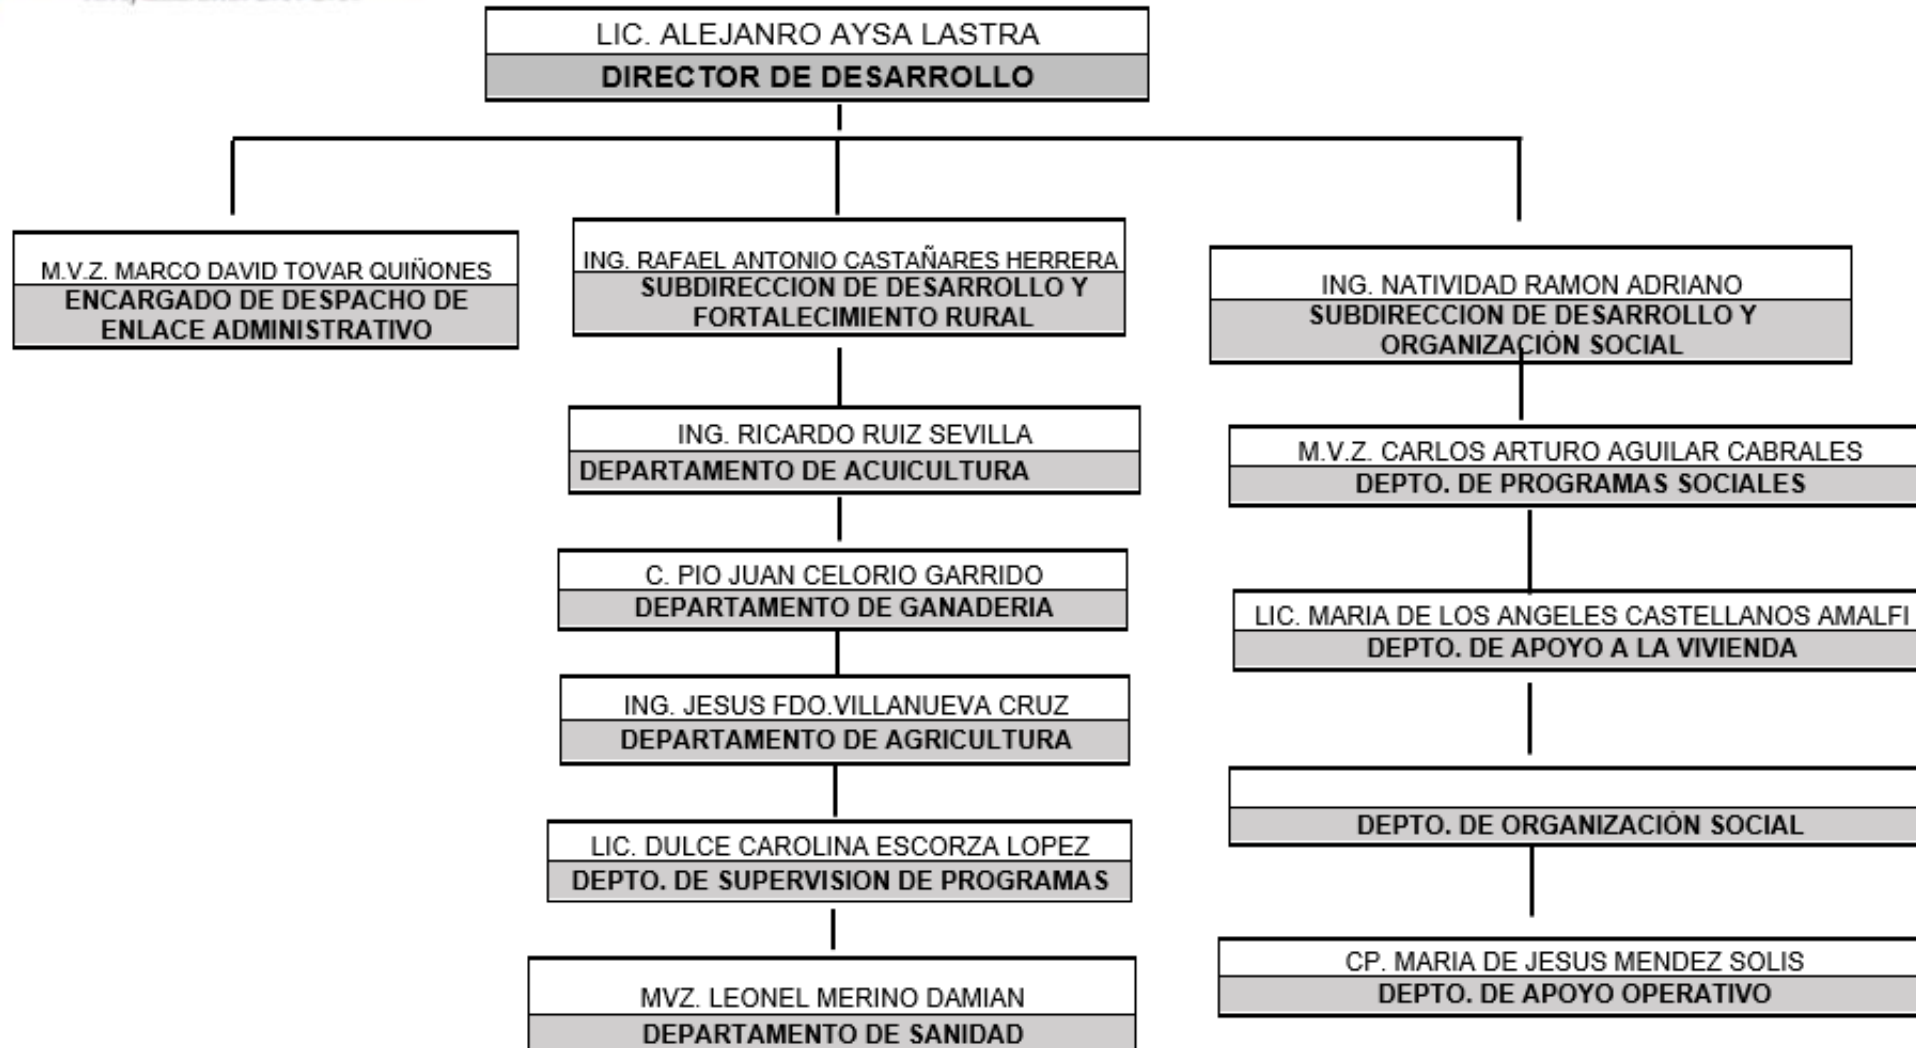 LIC. ALEJANRO AYSA LASTRA
DIRECTOR DE DESARROLLO
M.V.Z. MARCO DAVID TOVAR QUIÑONES
ENCARGADO DE DESPACHO DE
ENLACE ADMINISTRATIVO
ING. RAFAEL ANTONIO CASTAÑARES HERRERA
SUBDIRECCION DE DESARROLLO Y
FORTALECIMIENTO RURAL
ING. RICARDO RUIZ SEVILLA
DEPARTAMENTO DE ACUICULTURA
C. PIO JUAN CELORIO GARRIDO
DEPARTAMENTO DE GANADERIA
ING. JESUS FDO.VILLANUEVA CRUZ
DEPARTAMENTO DE AGRICULTURA
LIC. DULCE CAROLINA ESCORZA LOPEZ
DEPTO. DE SUPERVISION DE PROGRAMAS
MVZ. LEONEL MERINO DAMIAN
DEPARTAMENTO DE SANIDAD
ING. NATIVIDAD RAMON ADRIANO
SUBDIRECCION DE DESARROLLO Y
ORGANIZACIÓN SOCIAL
M.V.Z. CARLOS ARTURO AGUILAR CABRALES
DEPTO. DE PROGRAMAS SOCIALES
LIC. MARIA DE LOS ANGELES CASTELLANOS AMALFI
DEPTO. DE APOYO A LA VIVIENDA
DEPTO. DE ORGANIZACIÓN SOCIAL
CP. MARIA DE JESUS MENDEZ SOLIS
DEPTO. DE APOYO OPERATIVO